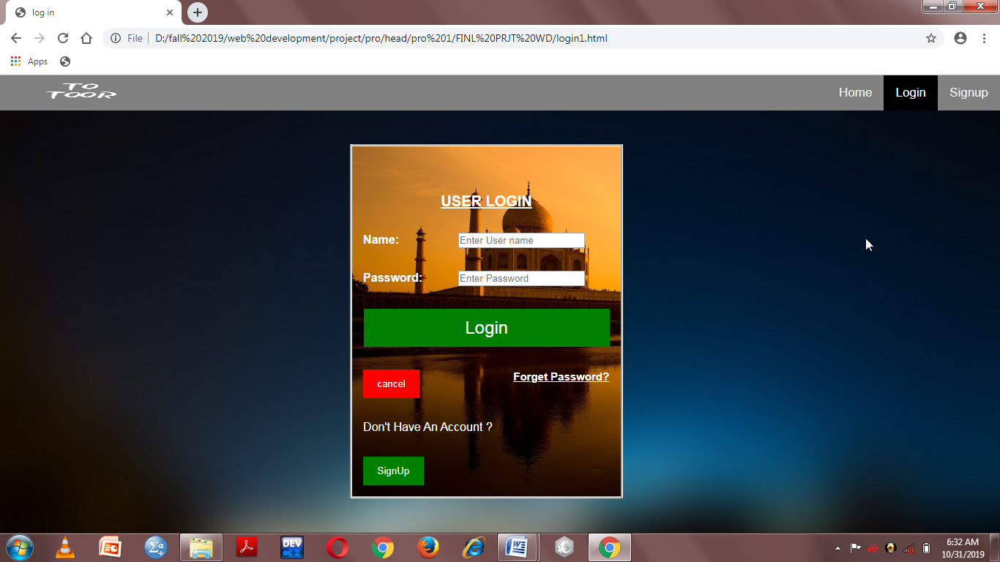 log in
File
D:/fall%202019/web%20development/project/pro/head/pro%201/FINL%20PRJT%20WD/login1.html
Apps
TO
TOOR
Home
Login
Signup
USER LOGIN
Name:
Enter User name
Password:
Enter Password
Login
cancel
Forget Password?
Don't Have An Account ?
SignUp
DEV
C++
6:32 AM
10/31/2019